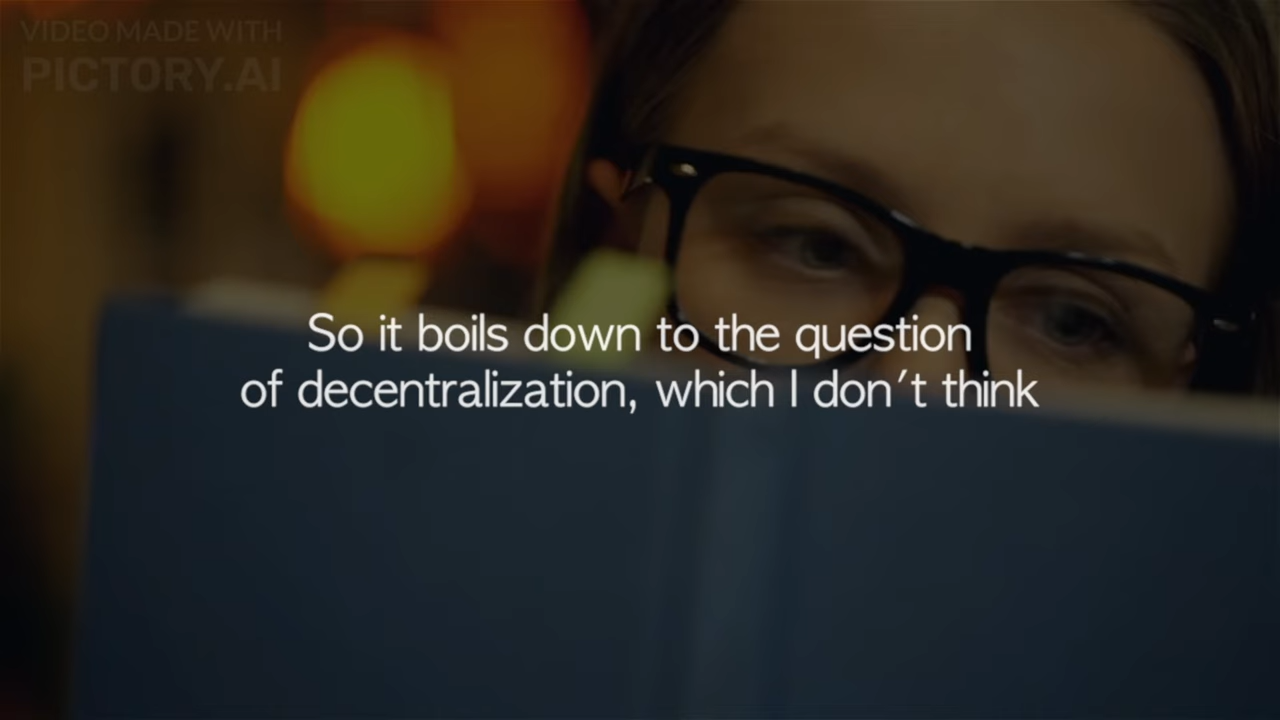 VIDEO MADE WITH
PICTORY.AI
So it boils down to the question
of decentralization, which I don't think